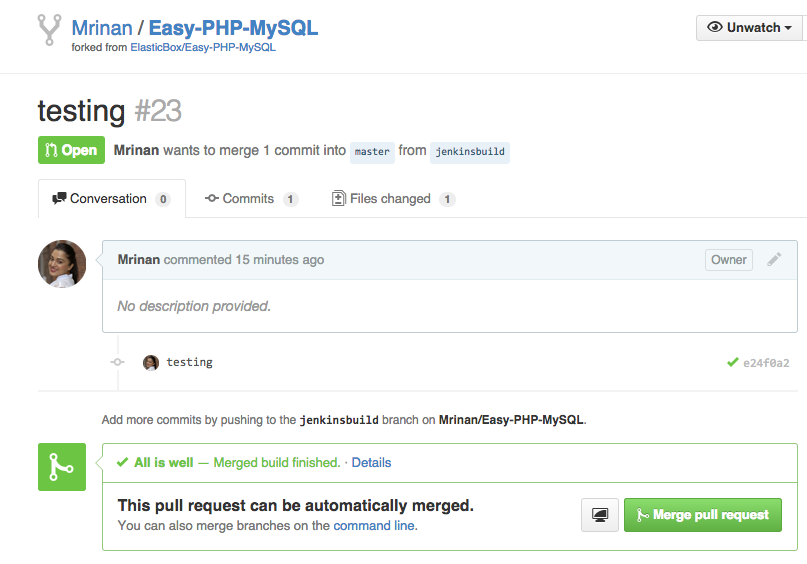 Mrinan / Easy-PHP-MySQL
Unwatch
forked from ElasticBox/Easy-PHP-MySQL
testing #23
Open Mrinan wants to merge 1 commit into master from jenkinsbuild
Conversation 0 Commits 1 Files changed 1
Mrinan commented 15 minutes ago Owner
No description provided.
testing e24f0a2
Add more commits by pushing to the jenkinsbuild branch on Mrinan/Easy-PHP-MySQL.
All is well — Merged build finished. · Details
This pull request can be automatically merged.
You can also merge branches on the command line.
Merge pull request